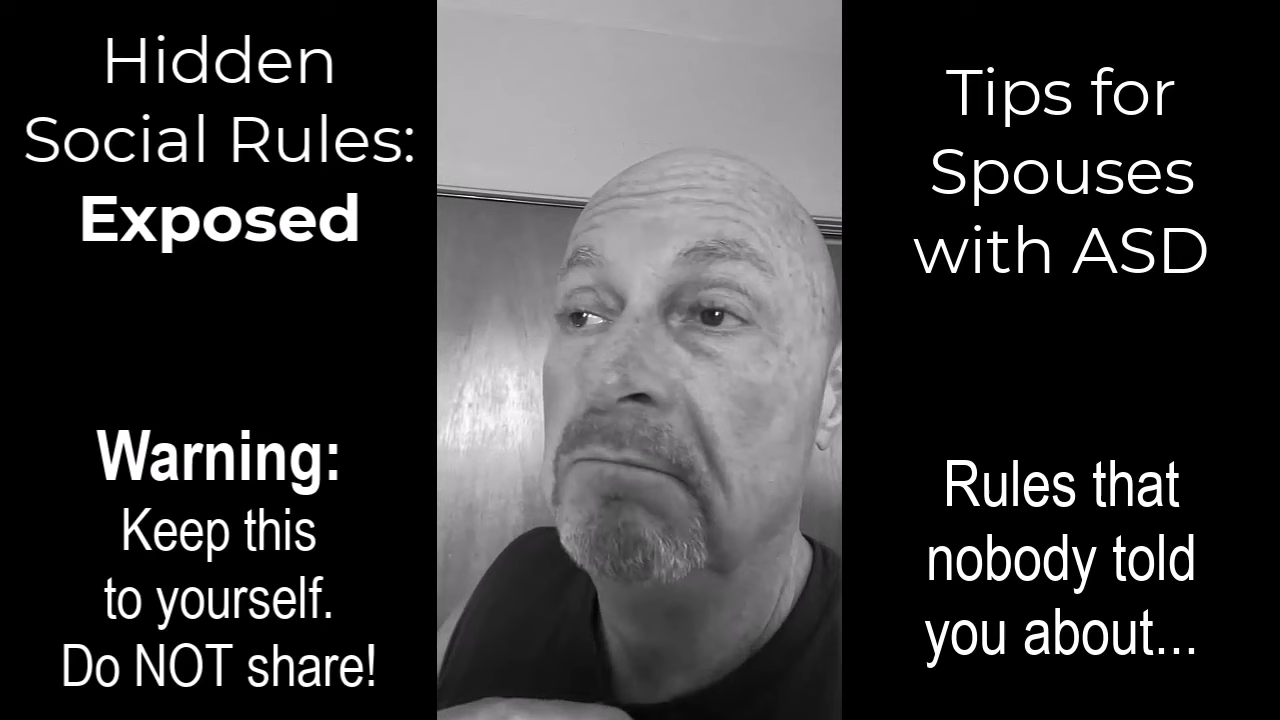 Hidden
Social Rules:
Exposed
Warning:
Keep this
to yourself.
Do NOT share!
Tips for
Spouses
with ASD
Rules that
nobody told
you about...